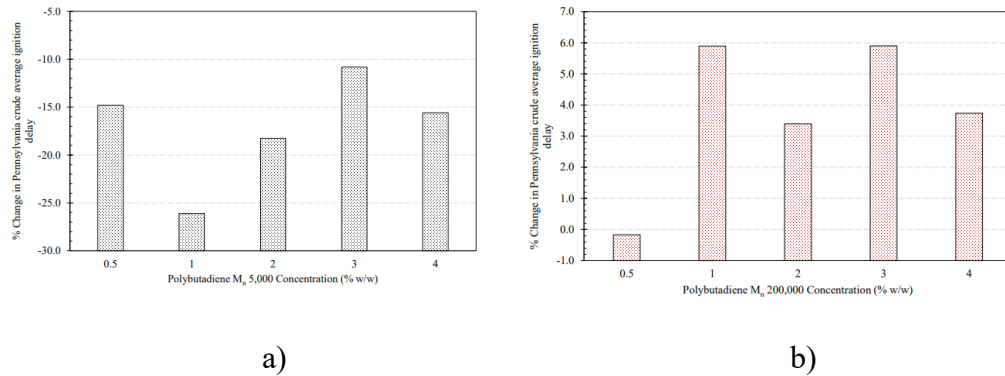 % Change in Pennsylvania crude average ignition
delay
-5.0
-10.0
-15.0
-20.0
-25.0
-30.0
0.5 1 2 3 4
Polybutadiene Mn 5,000 Concentration (% w/w)
a)
% Change in Pennsylvania crude average ignition
delay
7.0
6.0
5.0
4.0
3.0
2.0
1.0
0.0
-1.0
0.5 1 2 3 4
Polybutadiene Mn 200,000 Concentration (% w/w)
b)